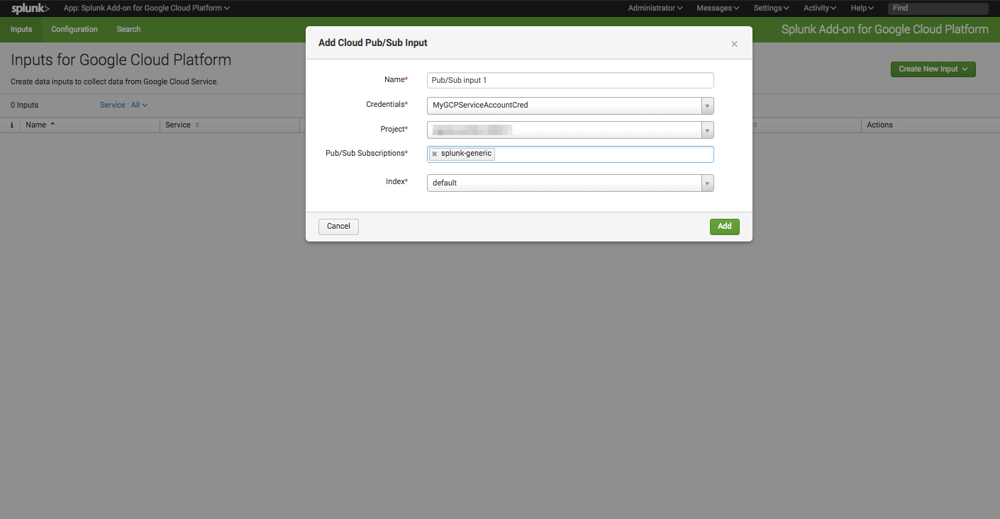 splunk> App: Splunk Add-on for Google Cloud Platform Administrator Messages Settings Activity Help Find
Inputs Configuration Search Splunk Add-on for Google Cloud Platform
Add Cloud Pub/Sub Input ×
Inputs for Google Cloud Platform
Create New Input
Create data inputs to collect data from Google Cloud Service.
Name* Pub/Sub input 1
0 Inputs Service : All
Credentials* MyGCPServiceAccountCred
i Name Service Actions
Project*
Pub/Sub Subscriptions* × splunk-generic
Index* default
Cancel Add